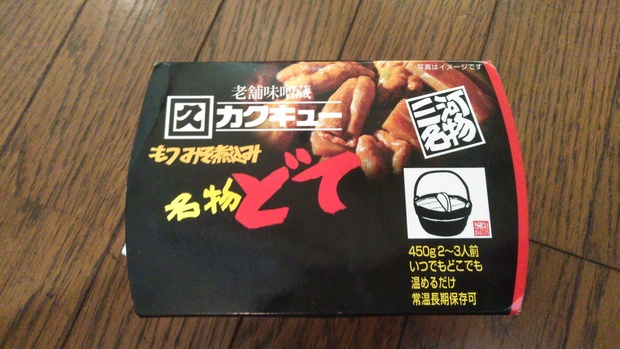 写真はイメージです
老舗味噌蔵
久 カクキュー
三河名物
もつみそ煮込み
名物どて
450g 2〜3人前
いつでもどこでも
温めるだけ
常温長期保存可